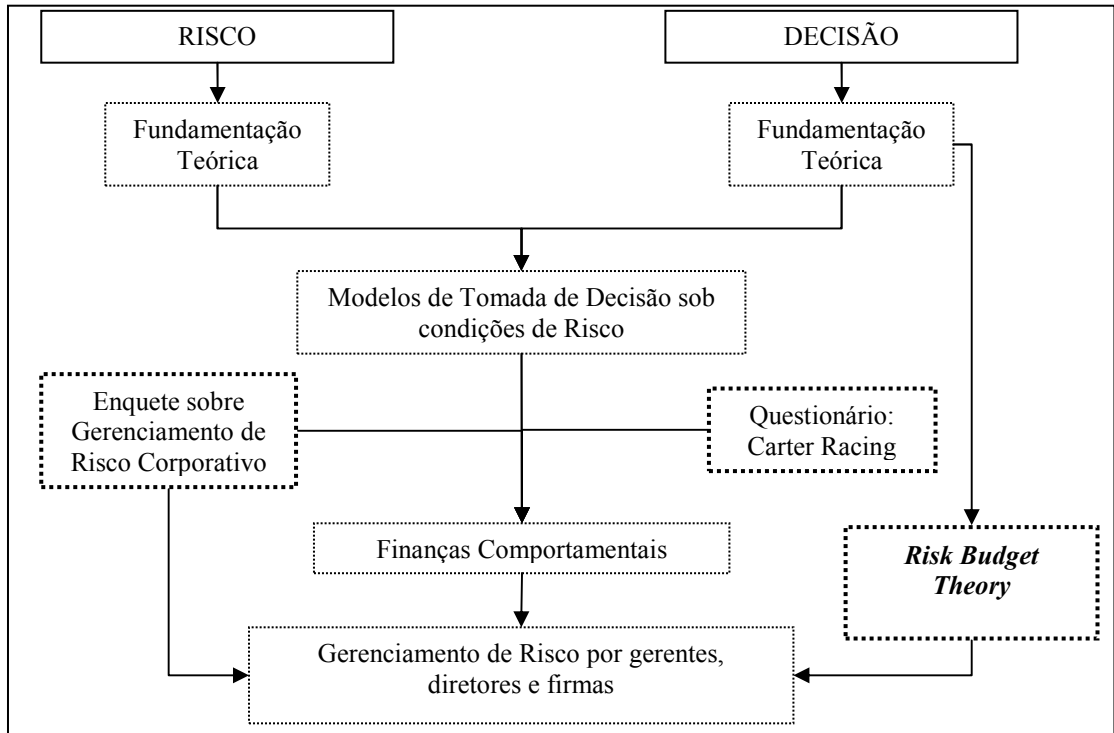 RISCO
DECISÃO
Fundamentação
Teórica
Fundamentação
Teórica
Modelos de Tomada de Decisão sob
condições de Risco
Enquete sobre
Gerenciamento de
Risco Corporativo
Questionário:
Carter Racing
Finanças Comportamentais
Risk Budget
Theory
Gerenciamento de Risco por gerentes,
diretores e firmas